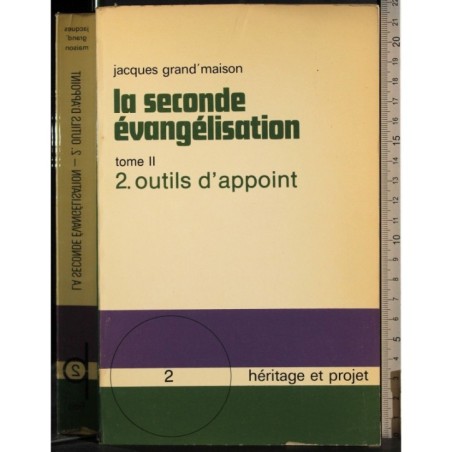 jacques grand'maison
la seconde
évangélisation
tome II
2. outils d'appoint
2
héritage et projet
jacques
grand'
maison
LA SECONDE ÉVANGÉLISATION — 2. OUTILS D'APPOINT
2